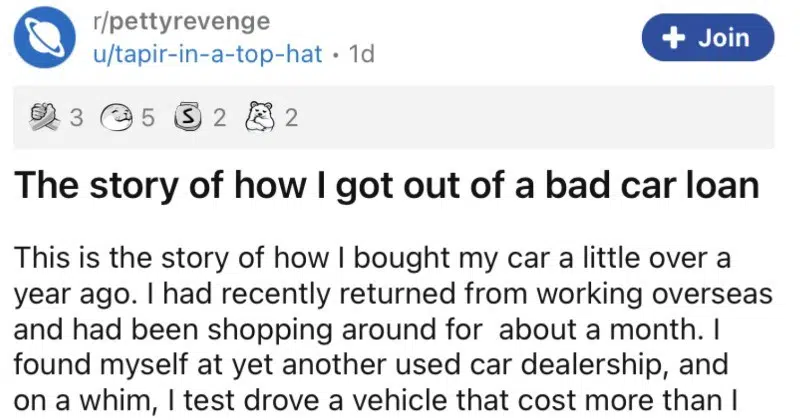 r/pettyrevenge
u/tapir-in-a-top-hat • 1d
+ Join
3 5 S 2 2
The story of how I got out of a bad car loan
This is the story of how I bought my car a little over a
year ago. I had recently returned from working overseas
and had been shopping around for about a month. I
found myself at yet another used car dealership, and
on a whim, I test drove a vehicle that cost more than I